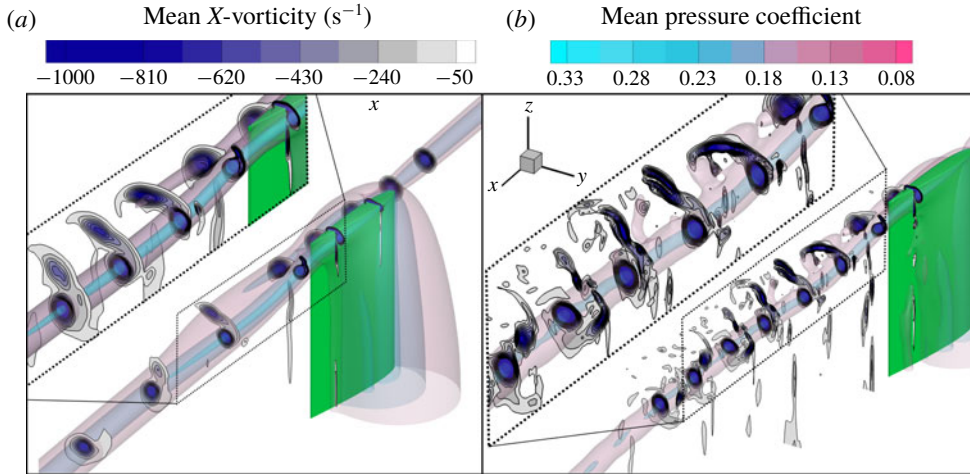 (a) Mean X-vorticity (s−1)
−1000 −810 −620 −430 −240 −50
x
(b) Mean pressure coefficient
0.33 0.28 0.23 0.18 0.13 0.08
z
x
y